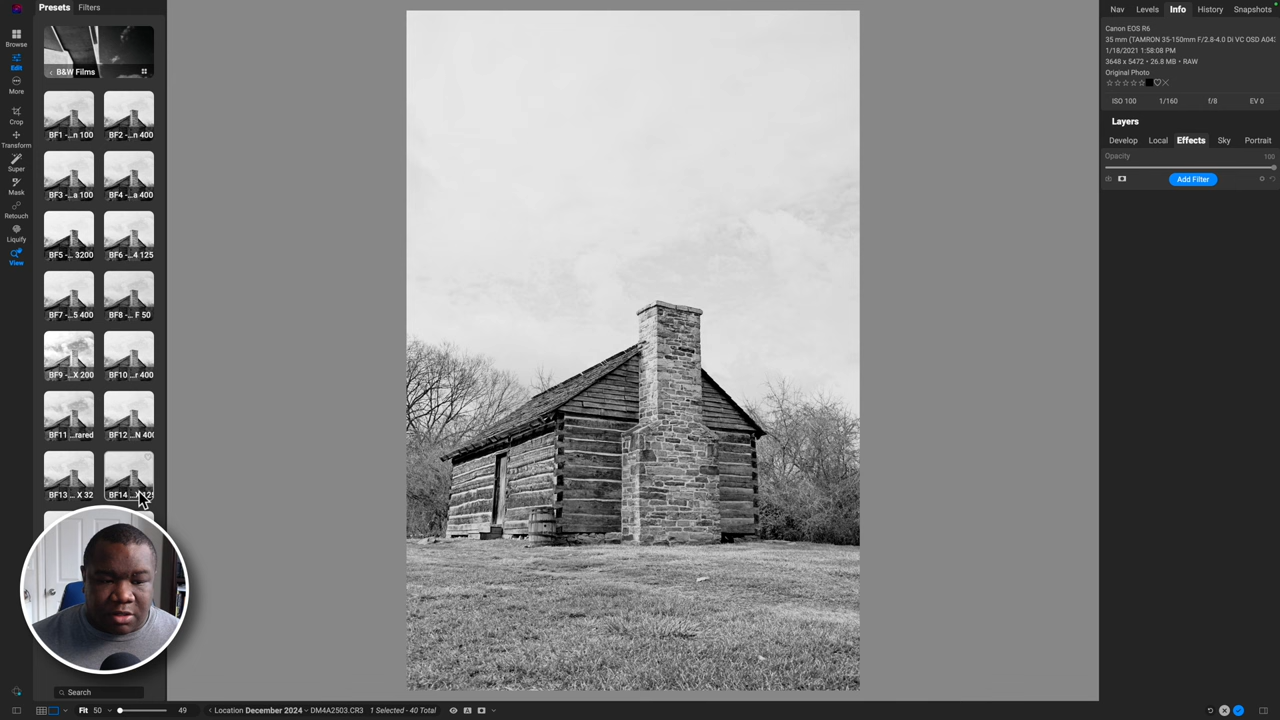 Presets Filters
Nav Levels Info History Snapshots
Browse
Edit
More
Crop
Transform
Super
Mask
Retouch
Liquify
View
B&W Films
BF1 -...n 100
BF2 -...n 400
BF3 -...a 100
BF4 -...a 400
BF5 -... 3200
BF6 -...4 125
BF7 -...5 400
BF8 -... F 50
BF9 -...X 200
BF10 ...r 400
BF11 ...rared
BF12 ...N 400
BF13 ... X 32
BF14 ...X 125
Search
Canon EOS R6
35 mm (TAMRON 35-150mm F/2.8-4.0 Di VC OSD A04
1/18/2021 1:58:08 PM
3648 x 5472 • 26.8 MB • RAW
Original Photo
ISO 100 1/160 f/8 EV 0
Layers
Develop Local Effects Sky Portrait
Opacity 100
Add Filter
Fit 50 49 Location December 2024 DM4A2503.CR3 1 Selected - 40 Total